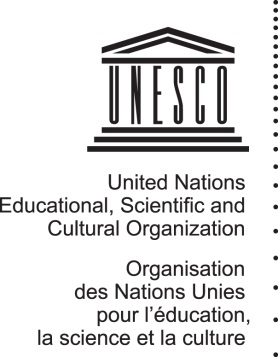 UNESCO
United Nations
Educational, Scientific and
Cultural Organization
Organisation
des Nations Unies
pour l'éducation,
la science et la culture